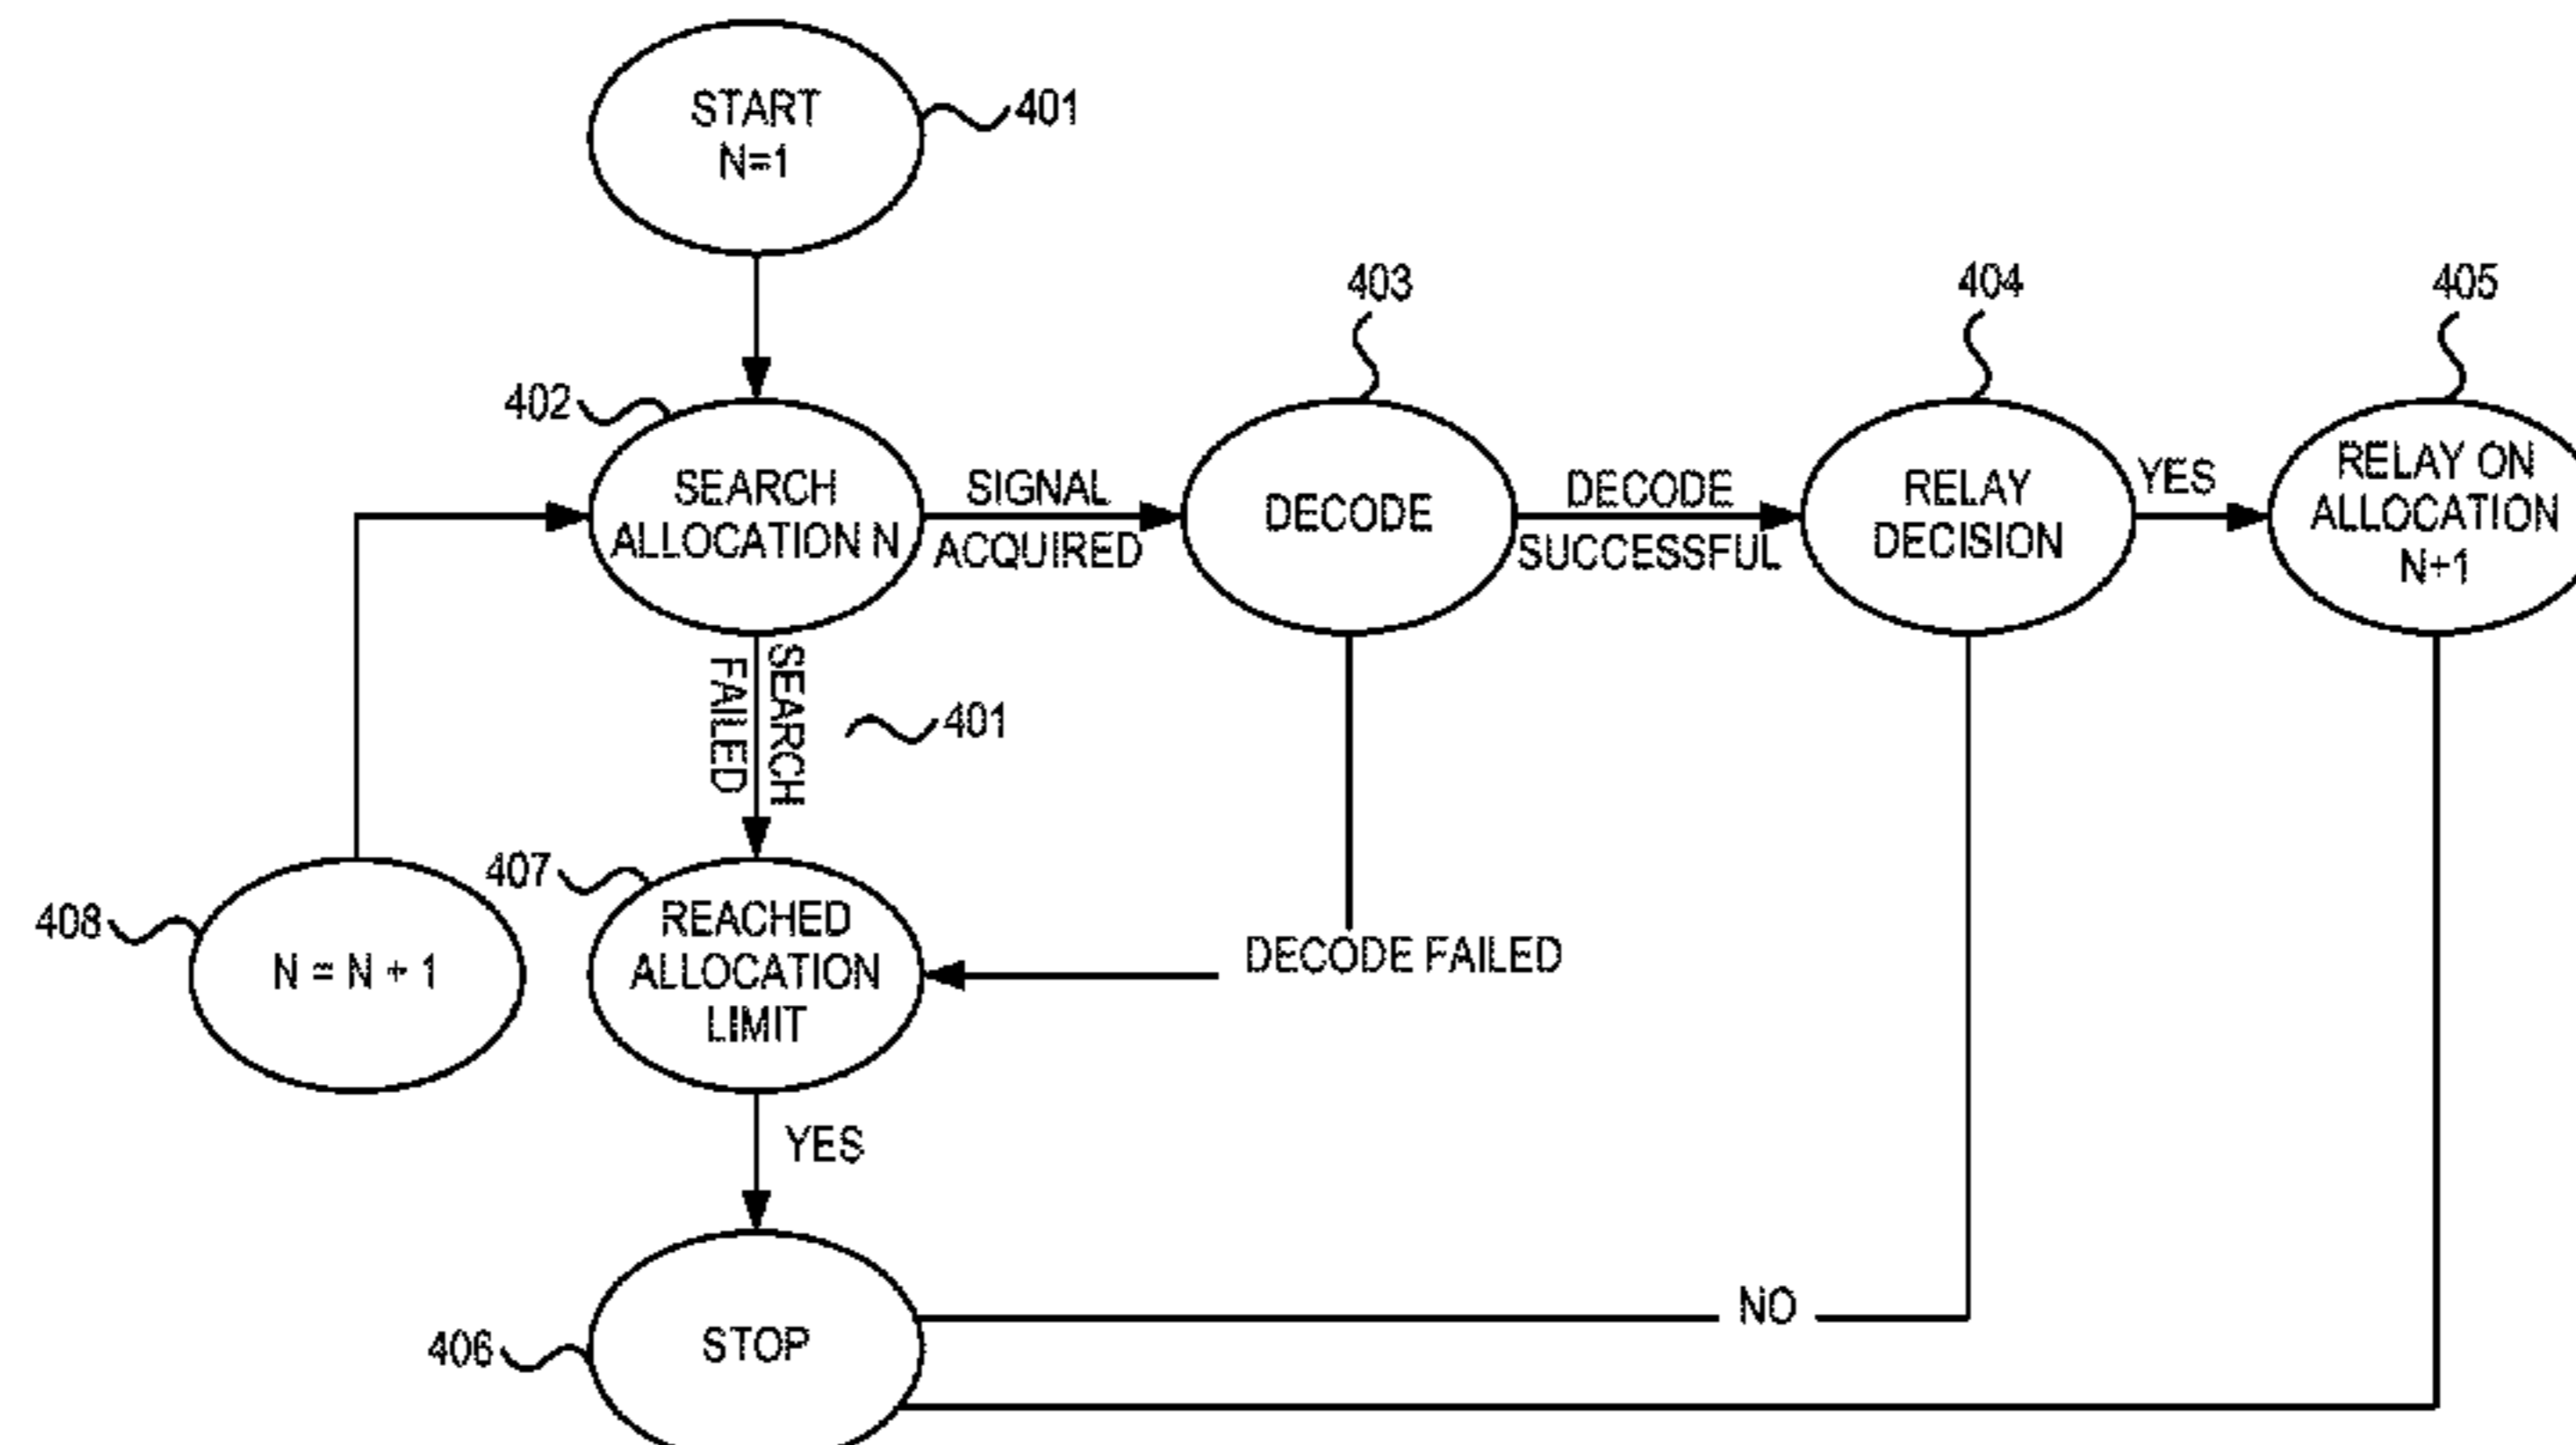 START
N=1
401
402
403
404
405
SEARCH
ALLOCATION N
SIGNAL
ACQUIRED
DECODE
DECODE
SUCCESSFUL
RELAY
DECISION
YES
RELAY ON
ALLOCATION
N+1
SEARCH
FAILED
401
407
408
REACHED
ALLOCATION
LIMIT
N = N + 1
DECODE FAILED
YES
NO
406
STOP